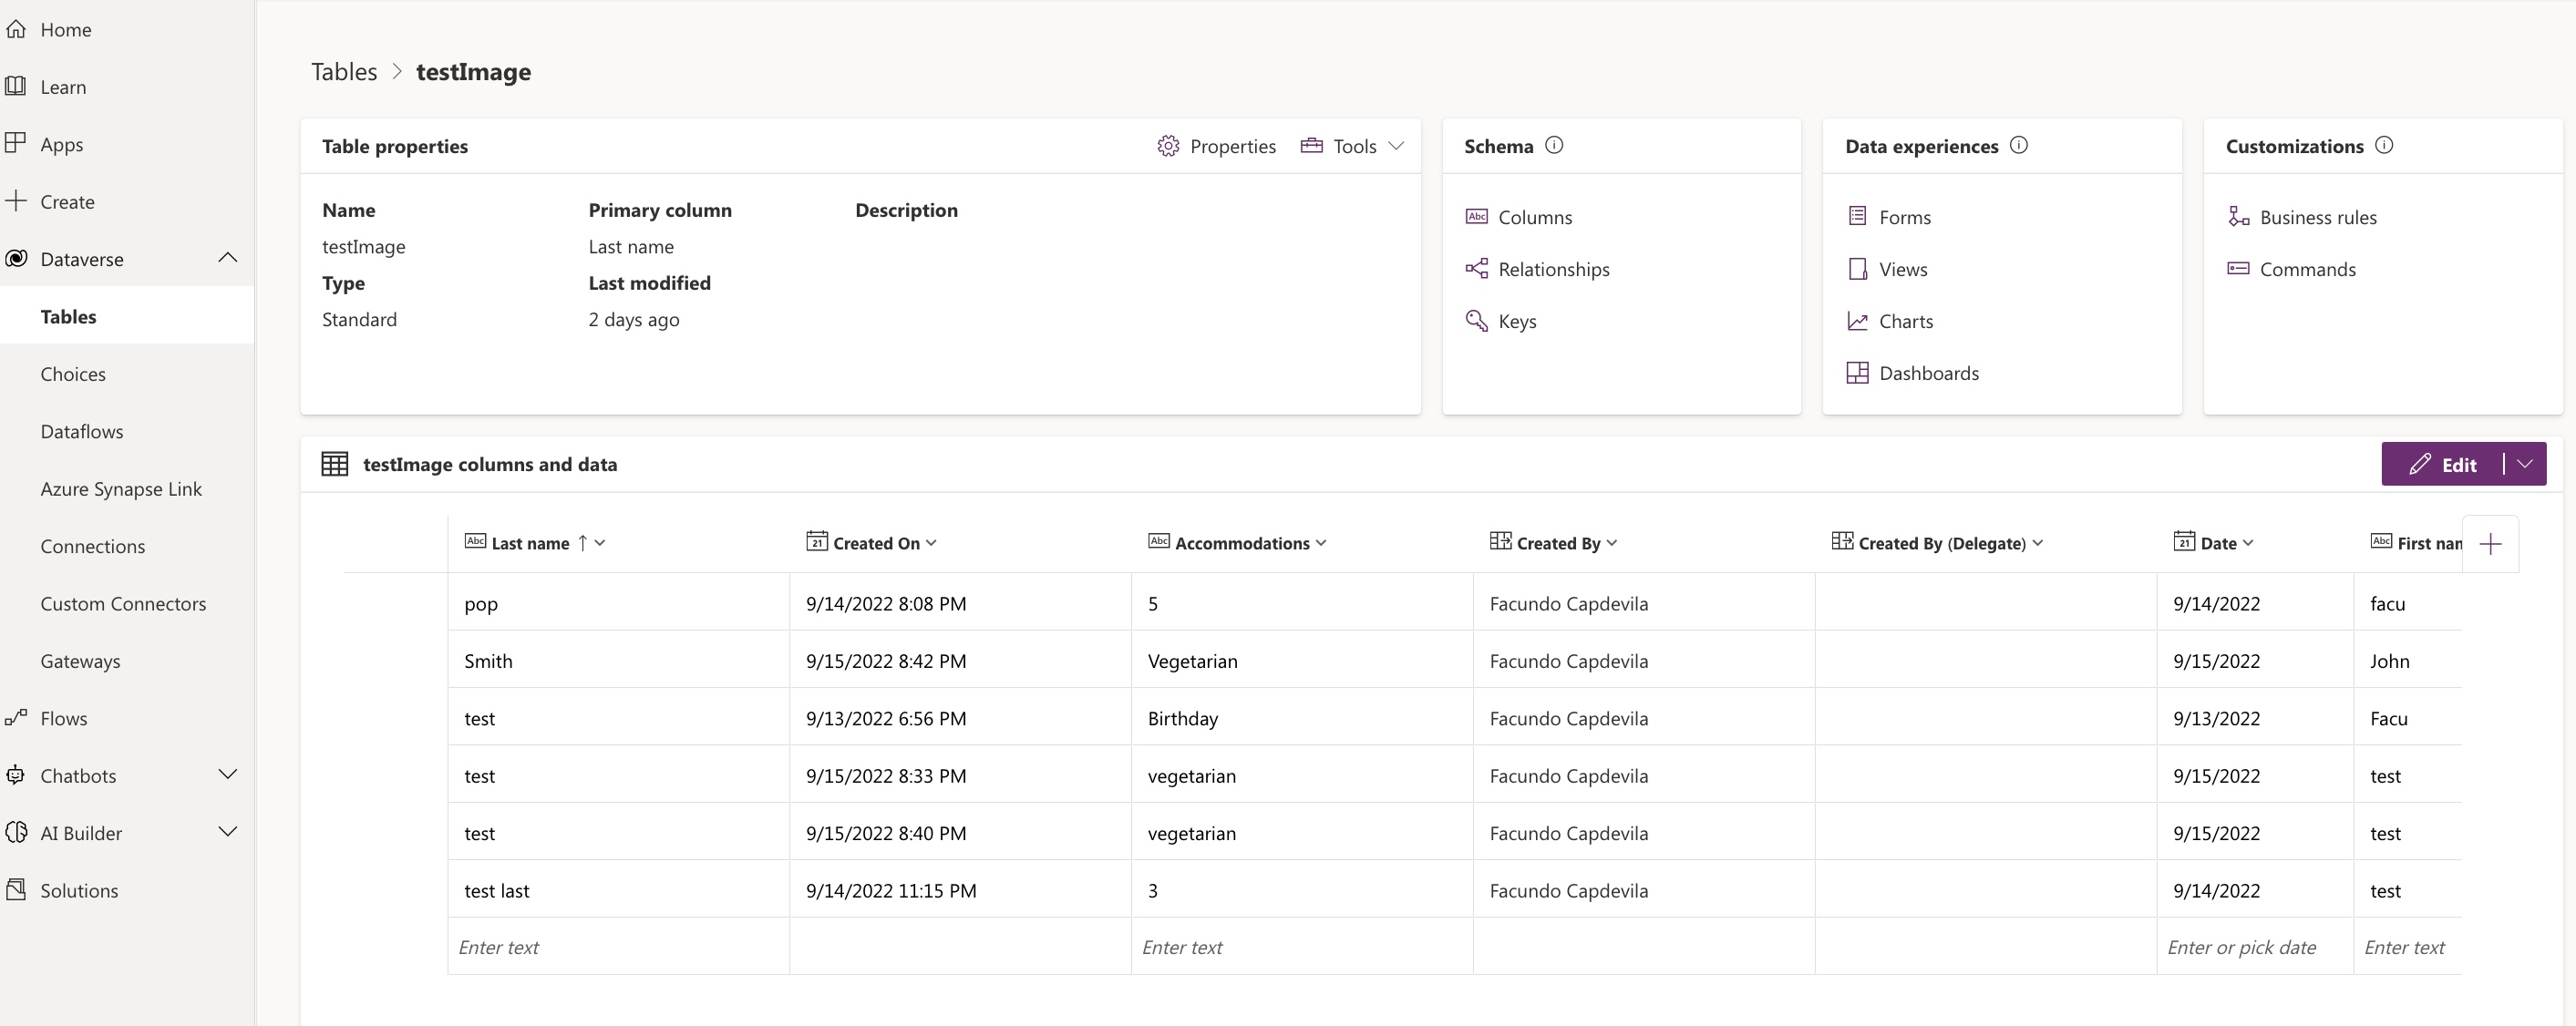 Home
Learn
Apps
Create
Dataverse
Tables
Choices
Dataflows
Azure Synapse Link
Connections
Custom Connectors
Gateways
Flows
Chatbots
AI Builder
Solutions
Tables > testImage
Table properties Properties Tools
Name Primary column Description
testImage Last name
Type Last modified
Standard 2 days ago
Schema
Columns
Relationships
Keys
Data experiences
Forms
Views
Charts
Dashboards
Customizations
Business rules
Commands
testImage columns and data Edit
Abc Last name ↑ 21 Created On Abc Accommodations Created By Created By (Delegate) 21 Date Abc First nan
pop 9/14/2022 8:08 PM 5 Facundo Capdevila 9/14/2022 facu
Smith 9/15/2022 8:42 PM Vegetarian Facundo Capdevila 9/15/2022 John
test 9/13/2022 6:56 PM Birthday Facundo Capdevila 9/13/2022 Facu
test 9/15/2022 8:33 PM vegetarian Facundo Capdevila 9/15/2022 test
test 9/15/2022 8:40 PM vegetarian Facundo Capdevila 9/15/2022 test
test last 9/14/2022 11:15 PM 3 Facundo Capdevila 9/14/2022 test
Enter text Enter text Enter or pick date Enter text